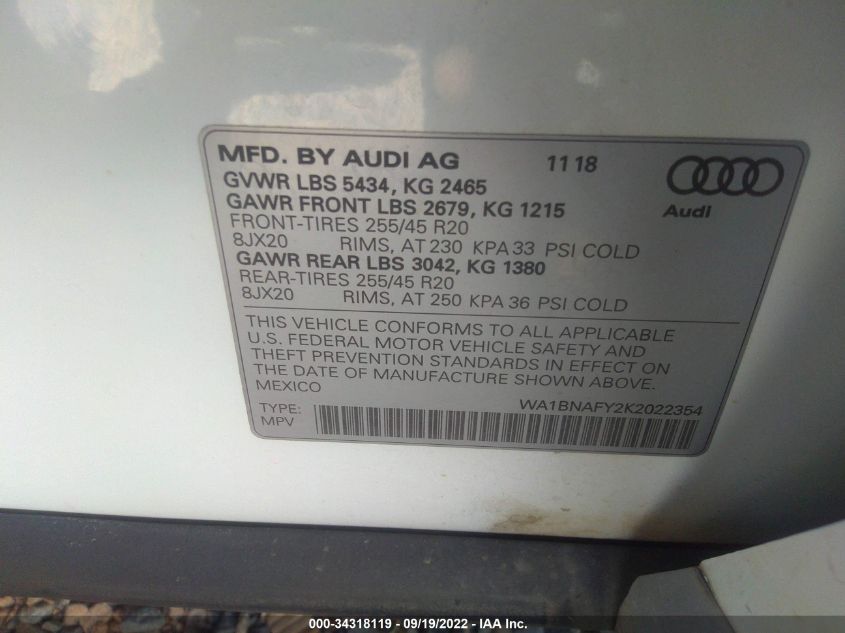 MFD. BY AUDI AG 11 18
GVWR LBS 5434, KG 2465
GAWR FRONT LBS 2679, KG 1215
FRONT-TIRES 255/45 R20
8JX20 RIMS, AT 230 KPA 33 PSI COLD
GAWR REAR LBS 3042, KG 1380
REAR-TIRES 255/45 R20
8JX20 RIMS, AT 250 KPA 36 PSI COLD
Audi
THIS VEHICLE CONFORMS TO ALL APPLICABLE
U.S. FEDERAL MOTOR VEHICLE SAFETY AND
THEFT PREVENTION STANDARDS IN EFFECT ON
THE DATE OF MANUFACTURE SHOWN ABOVE.
MEXICO
WA1BNAFY2K2022354
TYPE:
MPV
000-34318119 - 09/19/2022 - IAA Inc.